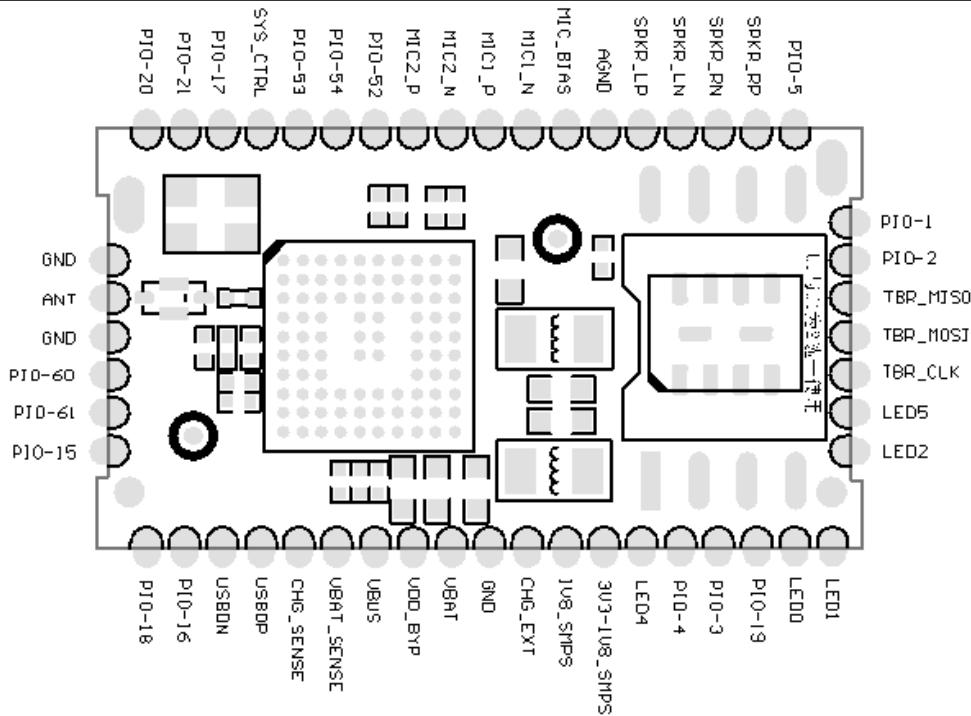 PIO-20
PIO-21
PIO-17
SYS_CTRL
PIO-53
PIO-54
PIO-52
MIC2_P
MIC2_N
MIC1_P
MIC1_N
MIC_BIAS
AGND
SPKR_LP
SPKR_LN
SPKR_RN
SPKR_RP
PIO-5
GND
ANT
GND
PIO-60
PIO-61
PIO-15
PIO-1
PIO-2
TBR_MISO
TBR_MOSI
TBR_CLK
LED5
LED2
PIO-18
PIO-16
USBDN
USBDP
CHG_SENSE
VBAT_SENSE
VBUS
VDD_BYP
VBAT
GND
CHG_EXT
1V8_SMPS
3V3-1V8_SMPS
LED4
PIO-4
PIO-3
PIO-19
LED0
LED1